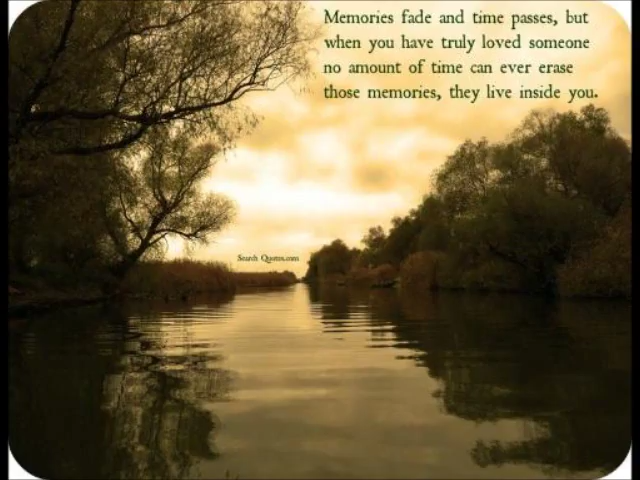 Memories fade and time passes, but
when you have truly loved someone
no amount of time can ever erase
those memories, they live inside you.
Search Quotes.com